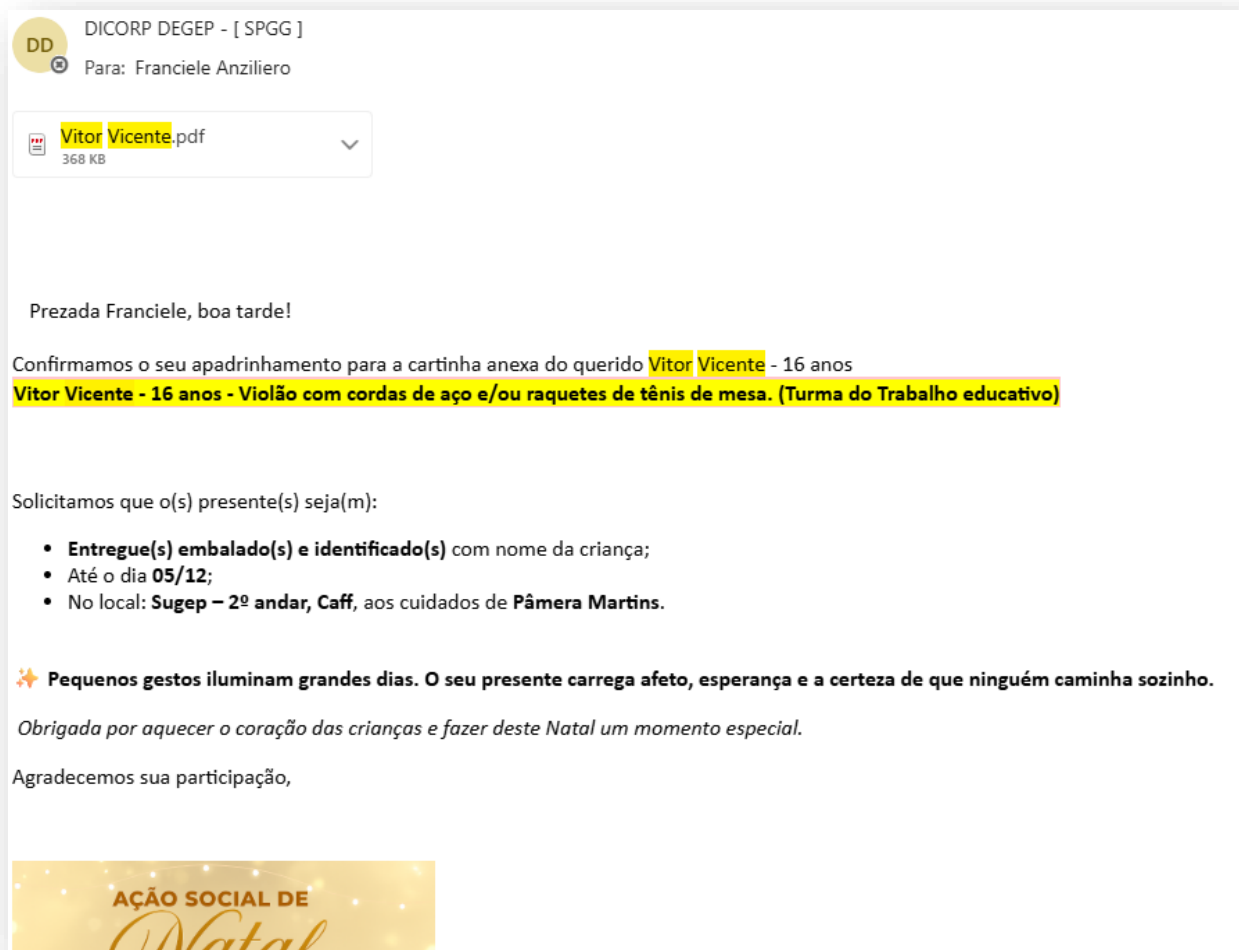 DD
DICORP DEGEP - [ SPGG ]
Para: Franciele Anziliero
Vitor Vicente.pdf
368 KB
Prezada Franciele, boa tarde!
Confirmamos o seu apadrinhamento para a cartinha anexa do querido Vitor Vicente - 16 anos
Vitor Vicente - 16 anos - Violão com cordas de aço e/ou raquetes de tênis de mesa. (Turma do Trabalho educativo)
Solicitamos que o(s) presente(s) seja(m):
• Entregue(s) embalado(s) e identificado(s) com nome da criança;
• Até o dia 05/12;
• No local: Sugep – 2º andar, Caff, aos cuidados de Pâmera Martins.
✨ Pequenos gestos iluminam grandes dias. O seu presente carrega afeto, esperança e a certeza de que ninguém caminha sozinho.
Obrigada por aquecer o coração das crianças e fazer deste Natal um momento especial.
Agradecemos sua participação,
AÇÃO SOCIAL DE
Natal